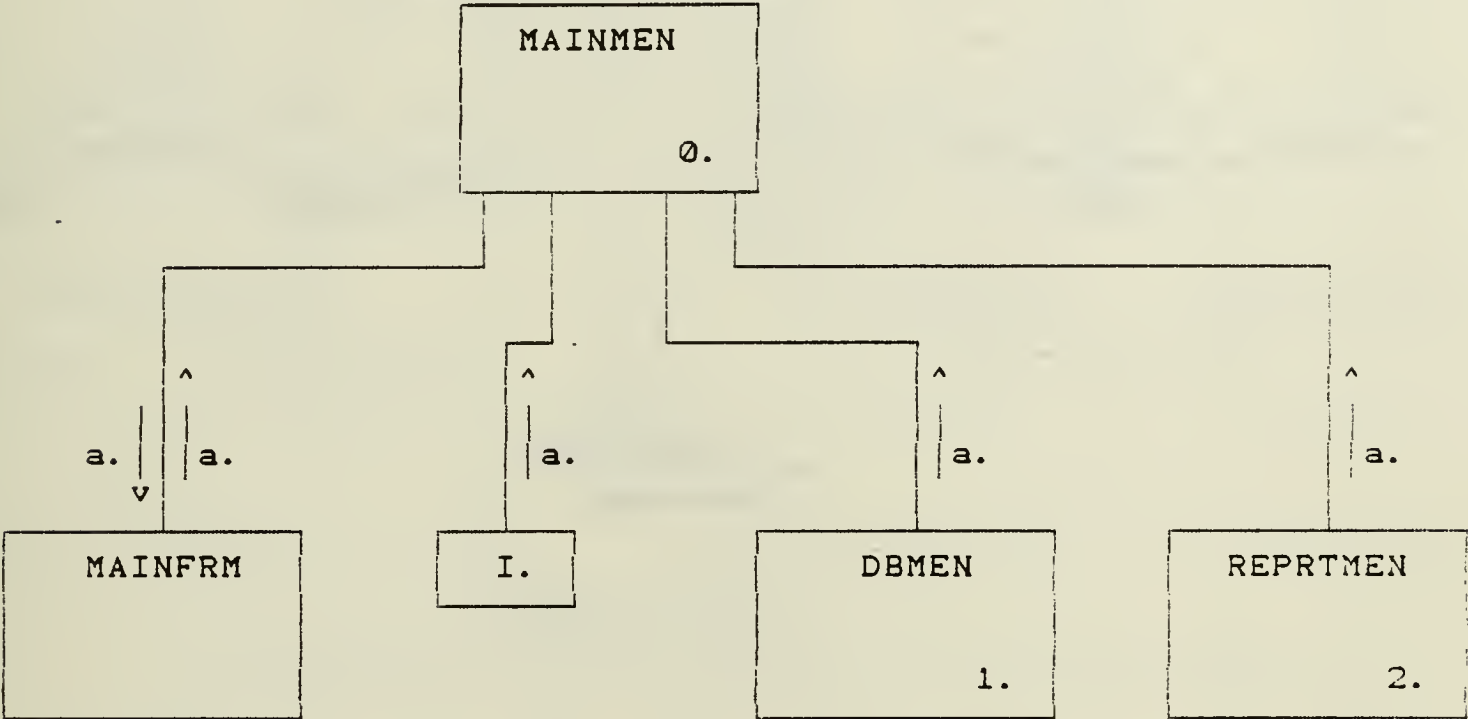 MAINMEN
0.
a.
a.
a.
a.
a.
MAINFRM
I.
DBMEN
REPRTMEN
1.
2.